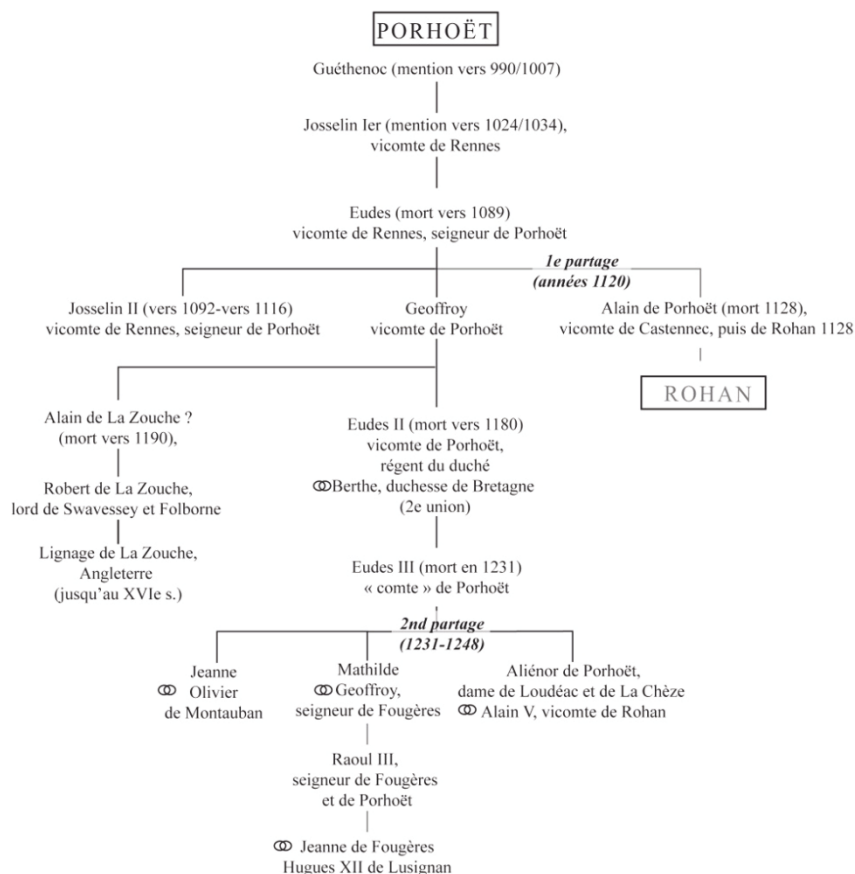 PORHOËT
Guéthenoc (mention vers 990/1007)
Josselin Ier (mention vers 1024/1034),
vicomte de Rennes
Eudes (mort vers 1089)
vicomte de Rennes, seigneur de Porhoët
1e partage
(années 1120)
Josselin II (vers 1092-vers 1116)
vicomte de Rennes, seigneur de Porhoët
Geoffroy
vicomte de Porhoët
Alain de Porhoët (mort 1128),
vicomte de Castennec, puis de Rohan 1128
ROHAN
Alain de La Zouche ?
(mort vers 1190),
Robert de La Zouche,
lord de Swavessey et Folborne
Lignage de La Zouche,
Angleterre
(jusqu'au XVIe s.)
Eudes II (mort vers 1180)
vicomte de Porhoët,
régent du duché
Berthe, duchesse de Bretagne
(2e union)
Eudes III (mort en 1231)
« comte » de Porhoët
2nd partage
(1231-1248)
Jeanne
Olivier
de Montauban
Mathilde
Geoffroy,
seigneur de Fougères
Aliénor de Porhoët,
dame de Loudéac et de La Chèze
Alain V, vicomte de Rohan
Raoul III,
seigneur de Fougères
et de Porhoët
Jeanne de Fougères
Hugues XII de Lusignan